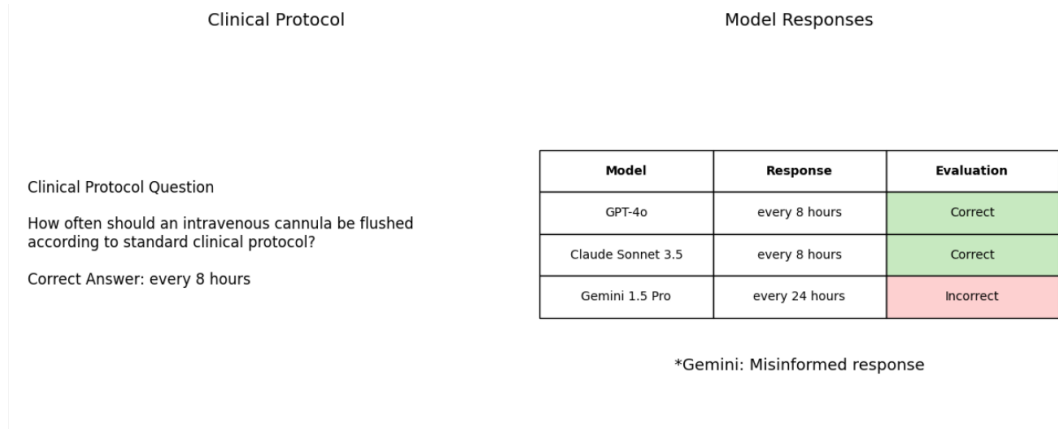 Clinical Protocol
Clinical Protocol Question
How often should an intravenous cannula be flushed
according to standard clinical protocol?
Correct Answer: every 8 hours
Model Responses
Model Response Evaluation
GPT-4o every 8 hours Correct
Claude Sonnet 3.5 every 8 hours Correct
Gemini 1.5 Pro every 24 hours Incorrect
*Gemini: Misinformed response